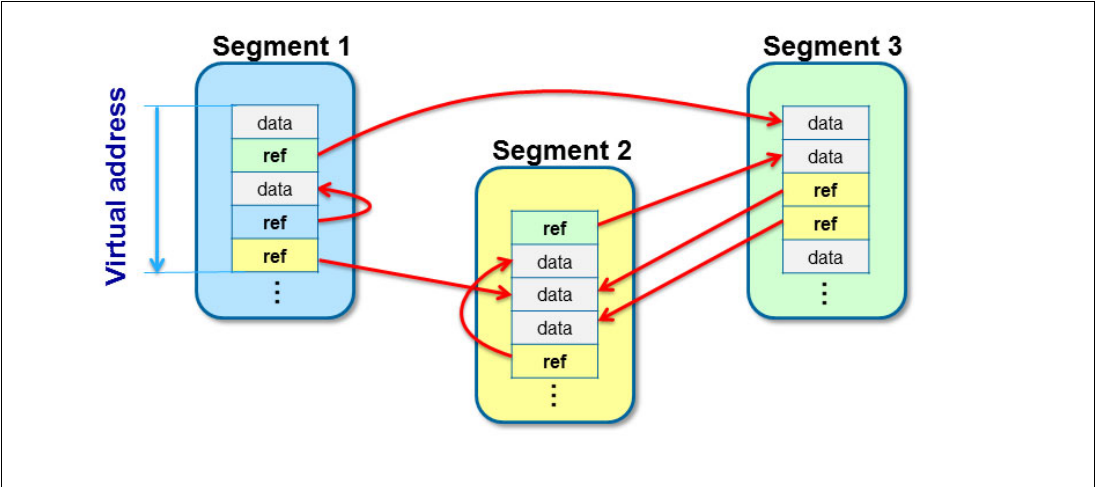 Segment 1
Segment 3
Virtual address
data
ref
data
ref
ref
⋮
Segment 2
ref
data
data
data
ref
⋮
data
data
ref
ref
data
⋮